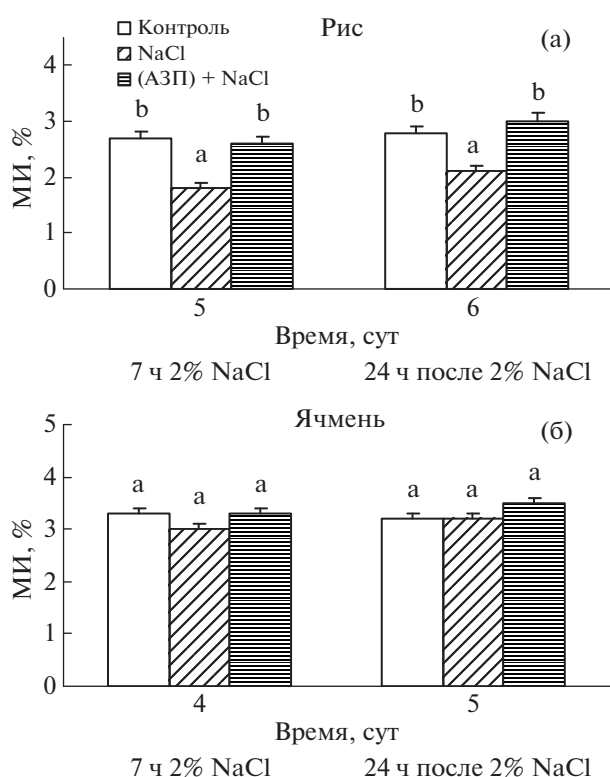 Рис
(а)
Контроль
NaCl
(АЗП) + NaCl
МИ, %
4
3
2
1
0
b
a
b
b
a
b
5
6
Время, сут
7 ч 2% NaCl
24 ч после 2% NaCl
Ячмень
(б)
МИ, %
5
4
3
2
1
0
a
a
a
a
a
a
4
5
Время, сут
7 ч 2% NaCl
24 ч после 2% NaCl